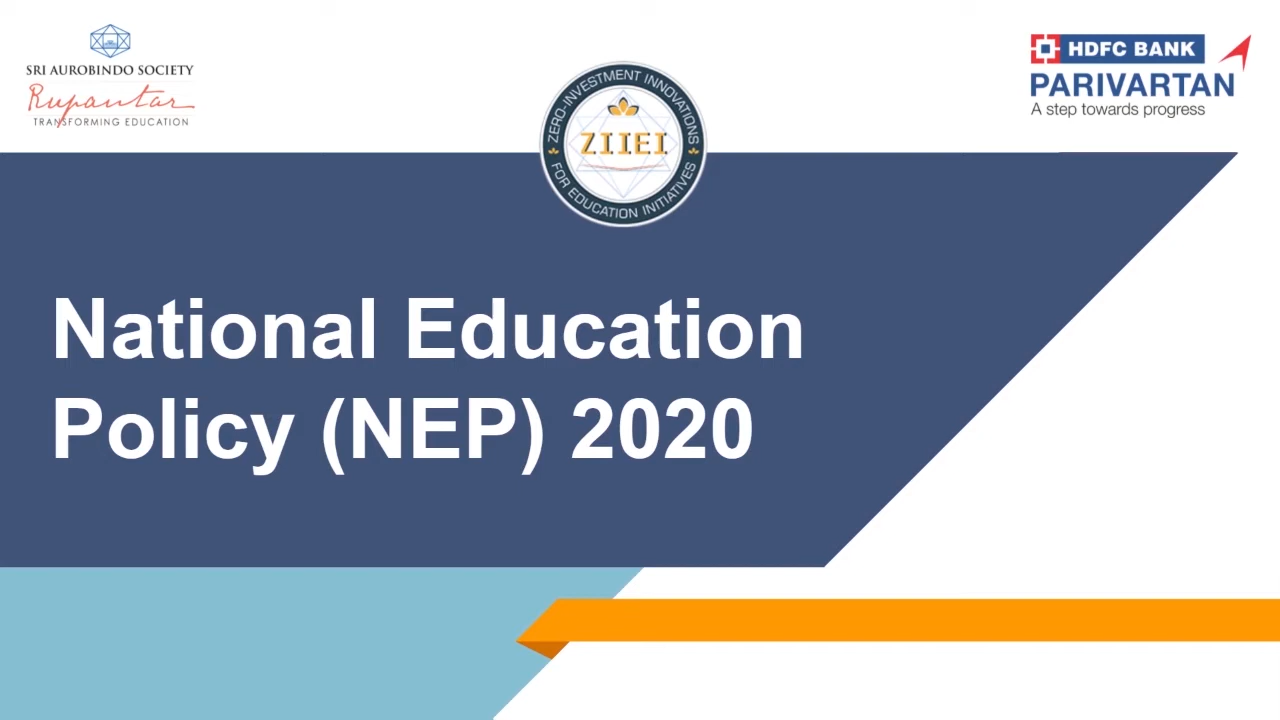 SRI AUROBINDO SOCIETY
Rupantar
TRANSFORMING EDUCATION
ZERO-INVESTMENT INNOVATIONS
ZIIEI
FOR EDUCATION INITIATIVES
HDFC BANK
PARIVARTAN
A step towards progress
National Education
Policy (NEP) 2020